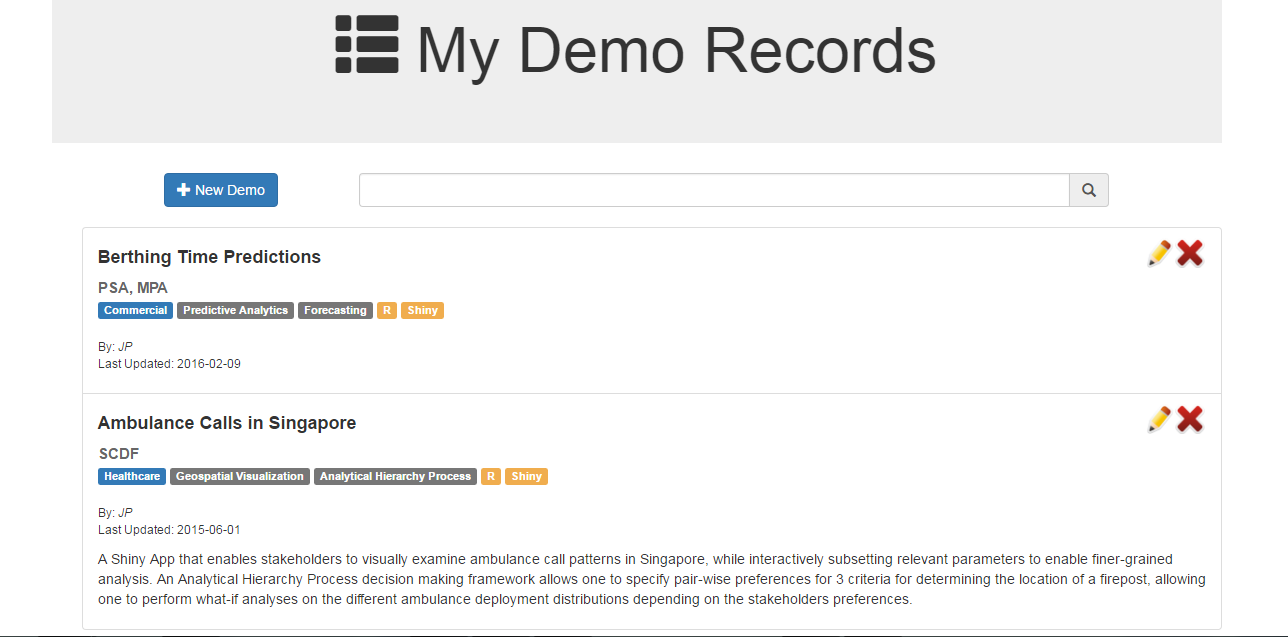 My Demo Records
New Demo
Berthing Time Predictions
PSA, MPA
Commercial Predictive Analytics Forecasting R Shiny
By: JP
Last Updated: 2016-02-09
Ambulance Calls in Singapore
SCDF
Healthcare Geospatial Visualization Analytical Hierarchy Process R Shiny
By: JP
Last Updated: 2015-06-01
A Shiny App that enables stakeholders to visually examine ambulance call patterns in Singapore, while interactively subsetting relevant parameters to enable finer-grained
analysis. An Analytical Hierarchy Process decision making framework allows one to specify pair-wise preferences for 3 criteria for determining the location of a firepost, allowing
one to perform what-if analyses on the different ambulance deployment distributions depending on the stakeholders preferences.